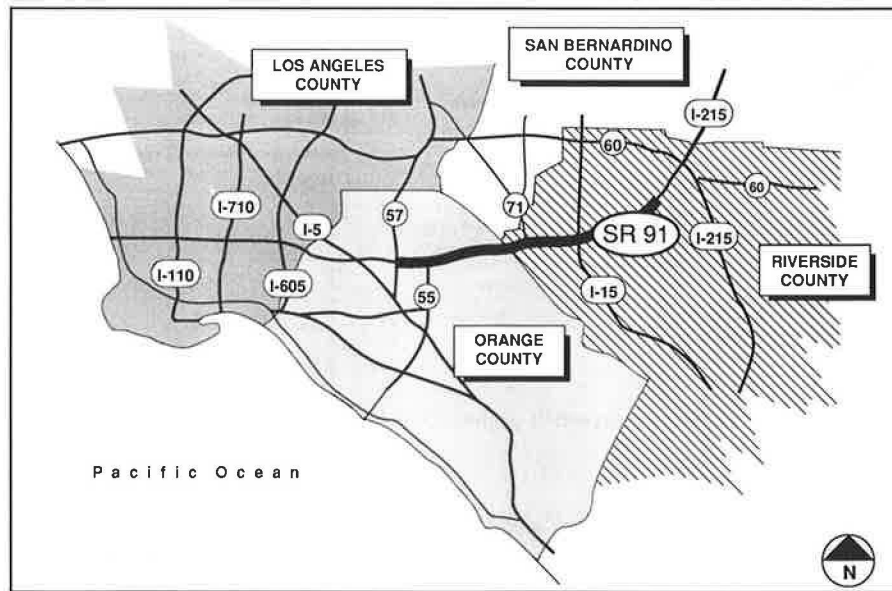 LOS ANGELES
COUNTY
SAN BERNARDINO
COUNTY
I-215
60
60
I-710
I-5
57
71
SR 91
I-215
I-110
I-605
55
I-15
RIVERSIDE
COUNTY
ORANGE
COUNTY
Pacific Ocean
N